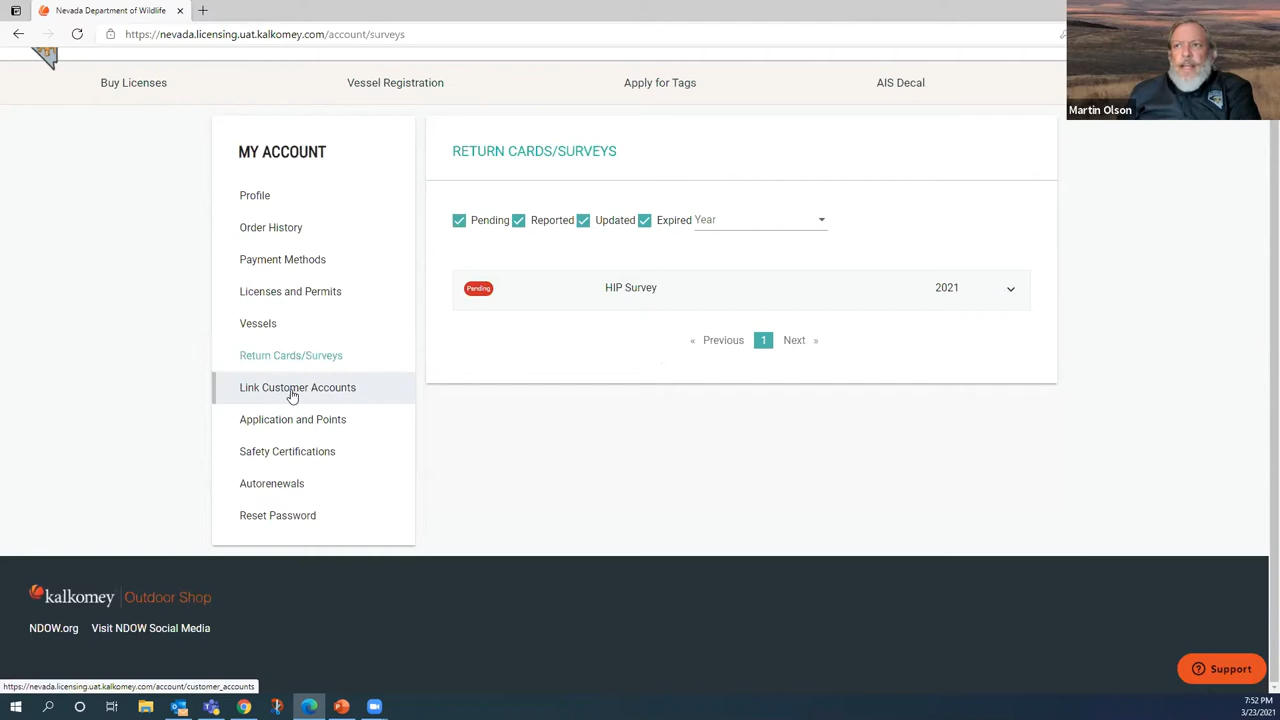 Nevada Department of Wildlife
https://nevada.licensing.uat.kalkomey.com/account/surveys
Martin Olson
Buy Licenses
Vessel Registration
Apply for Tags
AIS Decal
MY ACCOUNT
Profile
Order History
Payment Methods
Licenses and Permits
Vessels
Return Cards/Surveys
Link Customer Accounts
Application and Points
Safety Certifications
Autorenewals
Reset Password
RETURN CARDS/SURVEYS
Pending Reported Updated Expired Year
Pending HIP Survey 2021
« Previous 1 Next »
kalkomey | Outdoor Shop
NDOW.org Visit NDOW Social Media
Support
https://nevada.licensing.uat.kalkomey.com/account/customer_accounts
7:52 PM
3/23/2021